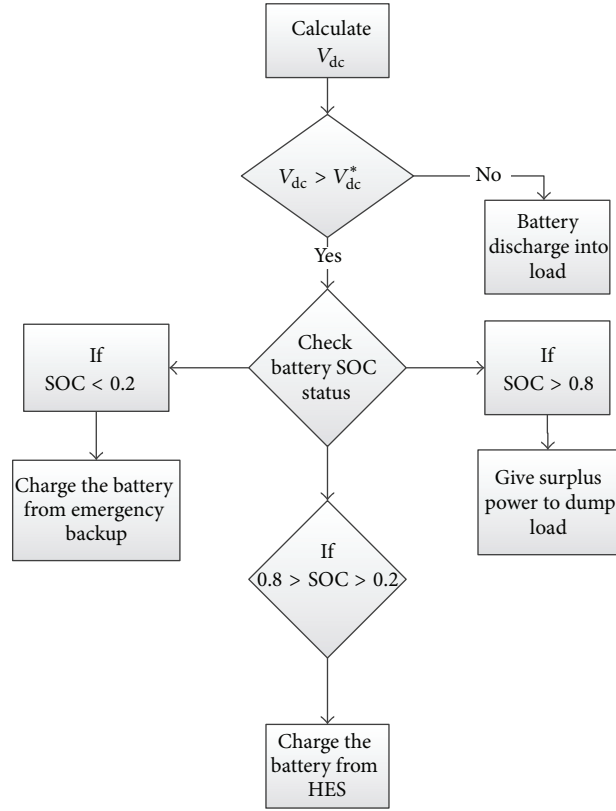 Calculate
V_dc
V_dc > V*_dc
No
Battery
discharge into
load
Yes
Check
battery SOC
status
If
SOC < 0.2
If
SOC > 0.8
Charge the battery
from emergency
backup
Give surplus
power to dump
load
If
0.8 > SOC > 0.2
Charge the
battery from
HES